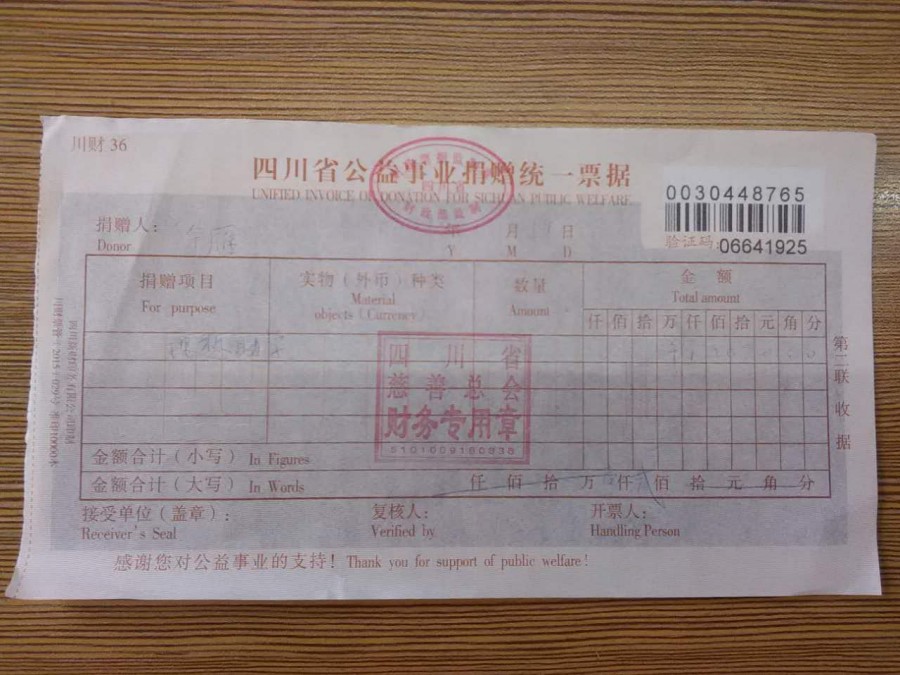 川财 36
四川省公益事业捐赠统一票据
UNIFIED INVOICE OF DONATION FOR SICHUAN PUBLIC WELFARE
0030448765
验证码: 06641925
捐赠人:
Donor
年 月 日
Y M D
捐赠项目
For purpose
实物（外币）种类
Material
objects (Currency)
数量
Amount
金额
Total amount
仟 佰 拾 万 仟 佰 拾 元 角 分
四川省
慈善总会
财务专用章
金额合计（小写） In Figures
金额合计（大写） In Words
仟 佰 拾 万 仟 佰 拾 元 角 分
接受单位（盖章）:
Receiver's Seal
复核人:
Verified by
开票人:
Handling Person
感谢您对公益事业的支持! Thank you for support of public welfare!
第二联 收据